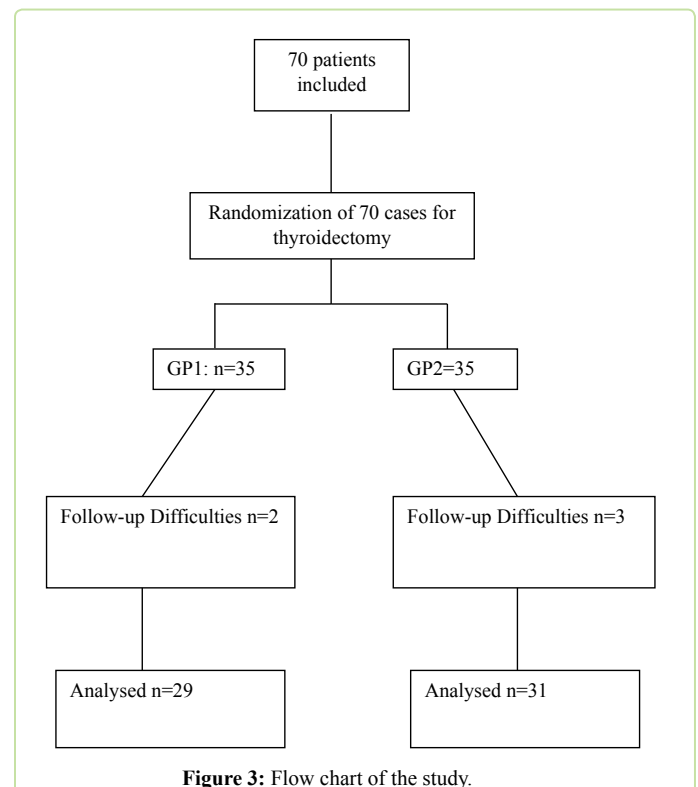 70 patients
included
Randomization of 70 cases for
thyroidectomy
GP1: n=35
GP2=35
Follow-up Difficulties n=2
Follow-up Difficulties n=3
Analysed n=29
Analysed n=31
Figure 3: Flow chart of the study.